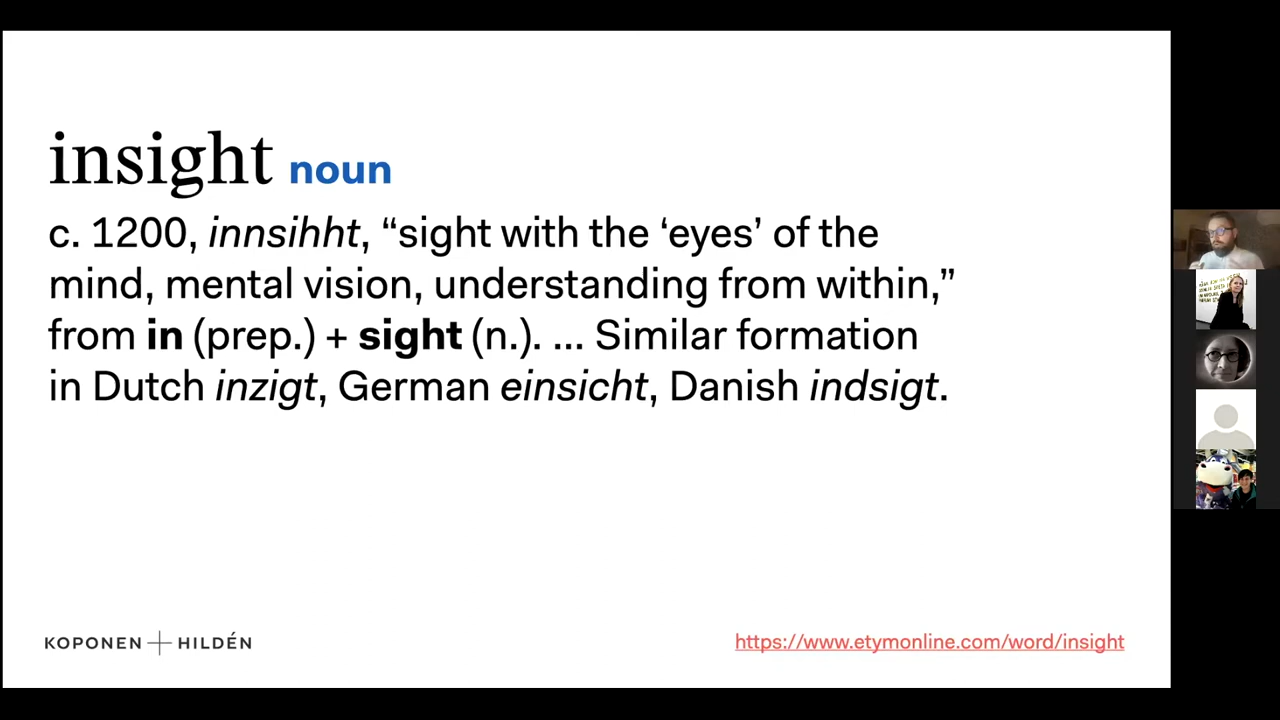 insight noun
c. 1200, innsihht, “sight with the ‘eyes’ of the
mind, mental vision, understanding from within,”
from in (prep.) + sight (n.). ... Similar formation
in Dutch inzigt, German einsicht, Danish indsigt.
KOPONEN + HILDÉN
https://www.etymonline.com/word/insight